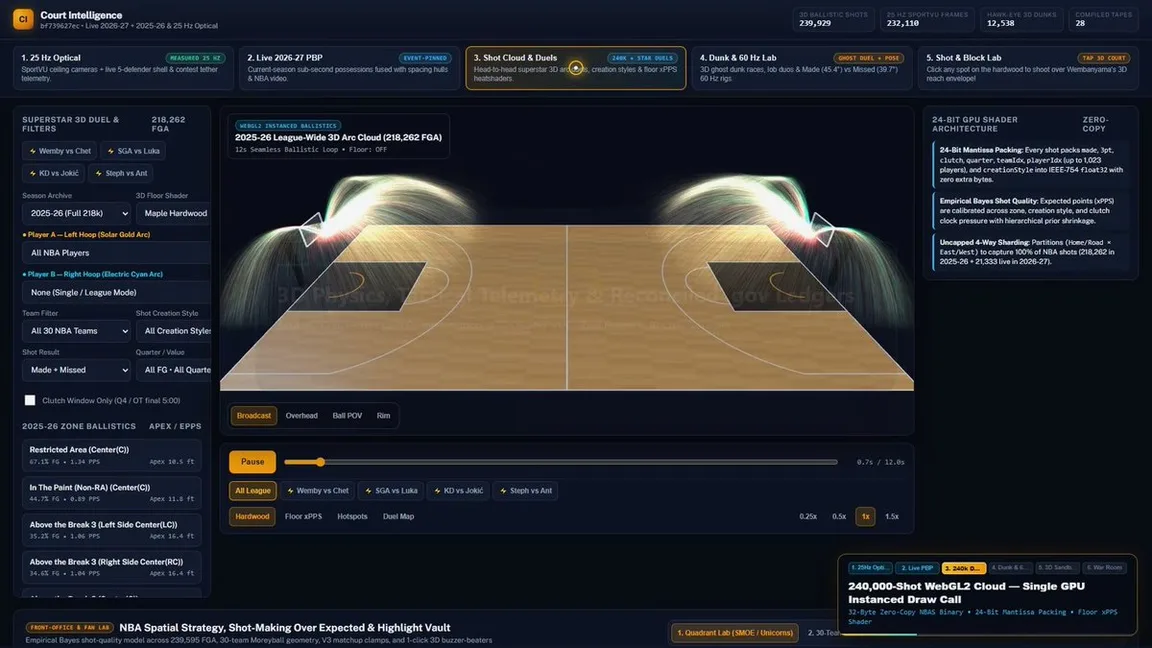 CI
Court Intelligence
bf739627ec • Live 2026-27 + 2025-26 & 25 Hz Optical
3D BALLISTIC SHOTS
239,929
25 HZ SPORTVU FRAMES
232,110
HAWK-EYE 3D DUNKS
12,538
COMPILED TAPES
28
1. 25 Hz Optical
MEASURED 25 HZ
SportVU ceiling cameras + live 5-defender shell & contest tether
telemetry.
2. Live 2026-27 PBP
EVENT-PINNED
Current-season sub-second possessions fused with spacing hulls
& NBA video.
3. Shot Cloud & Duels
240K + STAR DUELS
Head-to-head superstar 3D arcs, creation styles & floor xPPS
heatshaders.
4. Dunk & 60 Hz Lab
GHOST DUEL + POSE
3D ghost dunk races, lob duos & Made (45.4°) vs Missed (39.7°)
60 Hz rigs.
5. Shot & Block Lab
TAP 3D COURT
Click any spot on the hardwood to shoot over Wembanyama's 3D
reach envelope!
SUPERSTAR 3D DUEL &
FILTERS
218,262
FGA
Wemby vs Chet
SGA vs Luka
KD vs Jokić
Steph vs Ant
Season Archive
3D Floor Shader
2025-26 (Full 218k)
Maple Hardwood
• Player A — Left Hoop (Solar Gold Arc)
All NBA Players
• Player B — Right Hoop (Electric Cyan Arc)
None (Single / League Mode)
Team Filter
Shot Creation Style
All 30 NBA Teams
All Creation Styles
Shot Result
Quarter / Value
Made + Missed
All FG • All Quarte
Clutch Window Only (Q4 / OT final 5:00)
2025-26 ZONE BALLISTICS
APEX / EPPS
Restricted Area (Center(C))
67.1% FG • 1.34 PPS
Apex 10.5 ft
In The Paint (Non-RA) (Center(C))
44.7% FG • 0.89 PPS
Apex 11.8 ft
Above the Break 3 (Left Side Center(LC))
35.2% FG • 1.06 PPS
Apex 16.4 ft
Above the Break 3 (Right Side Center(RC))
34.6% FG • 1.04 PPS
Apex 16.4 ft
WEBGL2 INSTANCED BALLISTICS
2025-26 League-Wide 3D Arc Cloud (218,262 FGA)
12s Seamless Ballistic Loop • Floor: OFF
Broadcast
Overhead
Ball POV
Rim
Pause
0.7s / 12.0s
All League
Wemby vs Chet
SGA vs Luka
KD vs Jokić
Steph vs Ant
Hardwood
Floor xPPS
Hotspots
Duel Map
0.25x
0.5x
1x
1.5x
24-BIT GPU SHADER
ARCHITECTURE
ZERO-
COPY
24-Bit Mantissa Packing: Every shot packs made, 3pt,
clutch, quarter, teamIdx, playerIdx (up to 1,023
players), and creationStyle into IEEE-754 float32 with
zero extra bytes.
Empirical Bayes Shot Quality: Expected points (xPPS)
are calibrated across zone, creation style, and clutch
clock pressure with hierarchical prior shrinkage.
Uncapped 4-Way Sharding: Partitions (Home/Road ×
East/West) to capture 100% of NBA shots (218,262 in
2025-26 + 21,333 live in 2026-27).
FRONT-OFFICE & FAN LAB
NBA Spatial Strategy, Shot-Making Over Expected & Highlight Vault
Empirical Bayes shot-quality model across 239,595 FGA, 30-team Moreyball geometry, V3 matchup clamps, and 1-click 3D buzzer-beaters
1. Quadrant Lab (SMOE / Unicorns)
2. 30-Team
1. 25Hz Opti...
2. Live PBP
3. 240k D...
4. Dunk & 6...
5. 3D Sandb...
6. War Room
240,000-Shot WebGL2 Cloud — Single GPU
Instanced Draw Call
32-Byte Zero-Copy NBAS Binary • 24-Bit Mantissa Packing • Floor xPPS
Shader